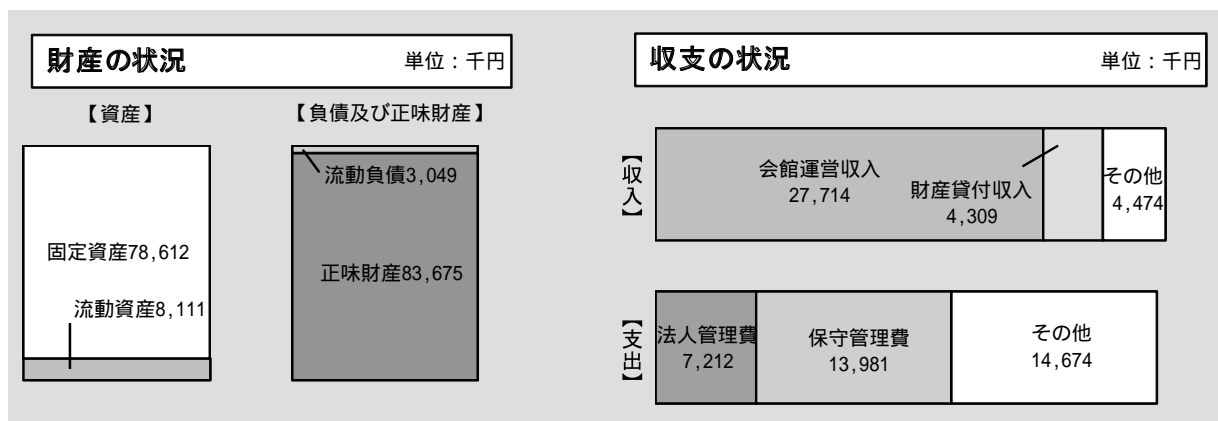 財産の状況 単位：千円
【資産】 【負債及び正味財産】
流動負債3,049
固定資産78,612
正味財産83,675
流動資産8,111
収支の状況 単位：千円
【収入】
会館運営収入
27,714
財産貸付収入
4,309
その他
4,474
【支出】
法人管理費
7,212
保守管理費
13,981
その他
14,674